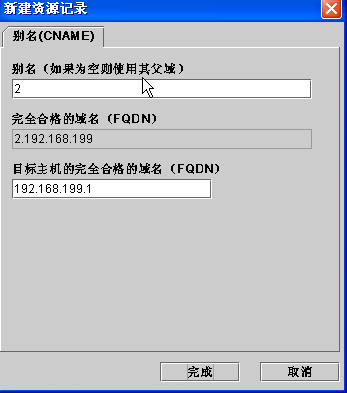 新建资源记录
别名(CNAME)
别名（如果为空则使用其父域）
2
完全合格的域名（FQDN）
2.192.168.199
目标主机的完全合格的域名（FQDN）
192.168.199.1
完成
取消